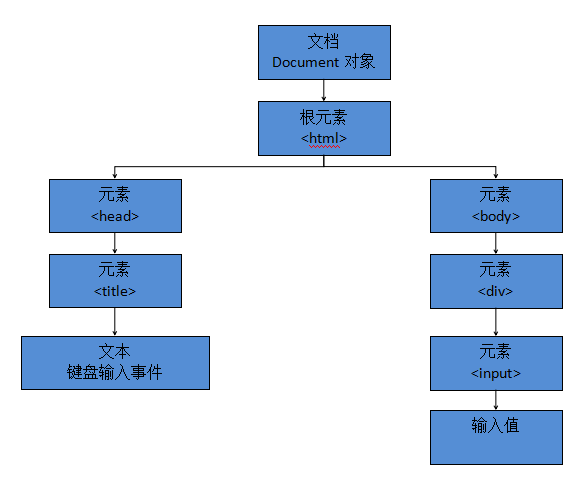 文档
Document 对象
根元素
<html>
元素
<head>
元素
<body>
元素
<title>
元素
<div>
文本
键盘输入事件
元素
<input>
输入值